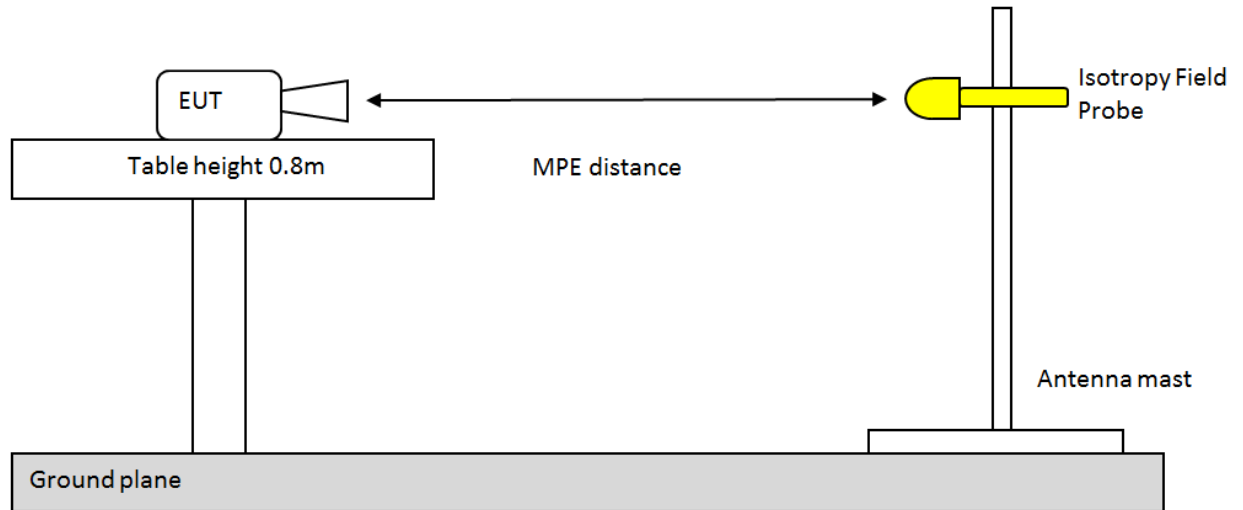 EUT
Isotropy Field
Probe
Table height 0.8m
MPE distance
Antenna mast
Ground plane